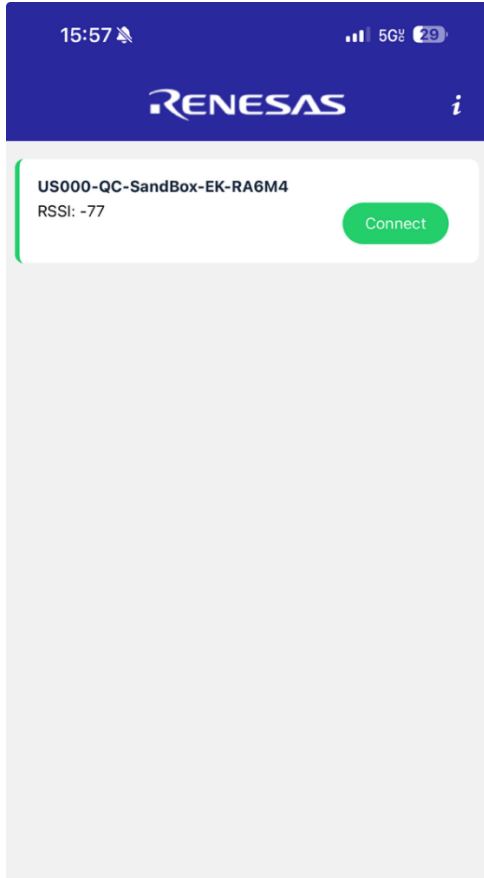 15:57 5G 29
RENESAS i
US000-QC-SandBox-EK-RA6M4
RSSI: -77
Connect